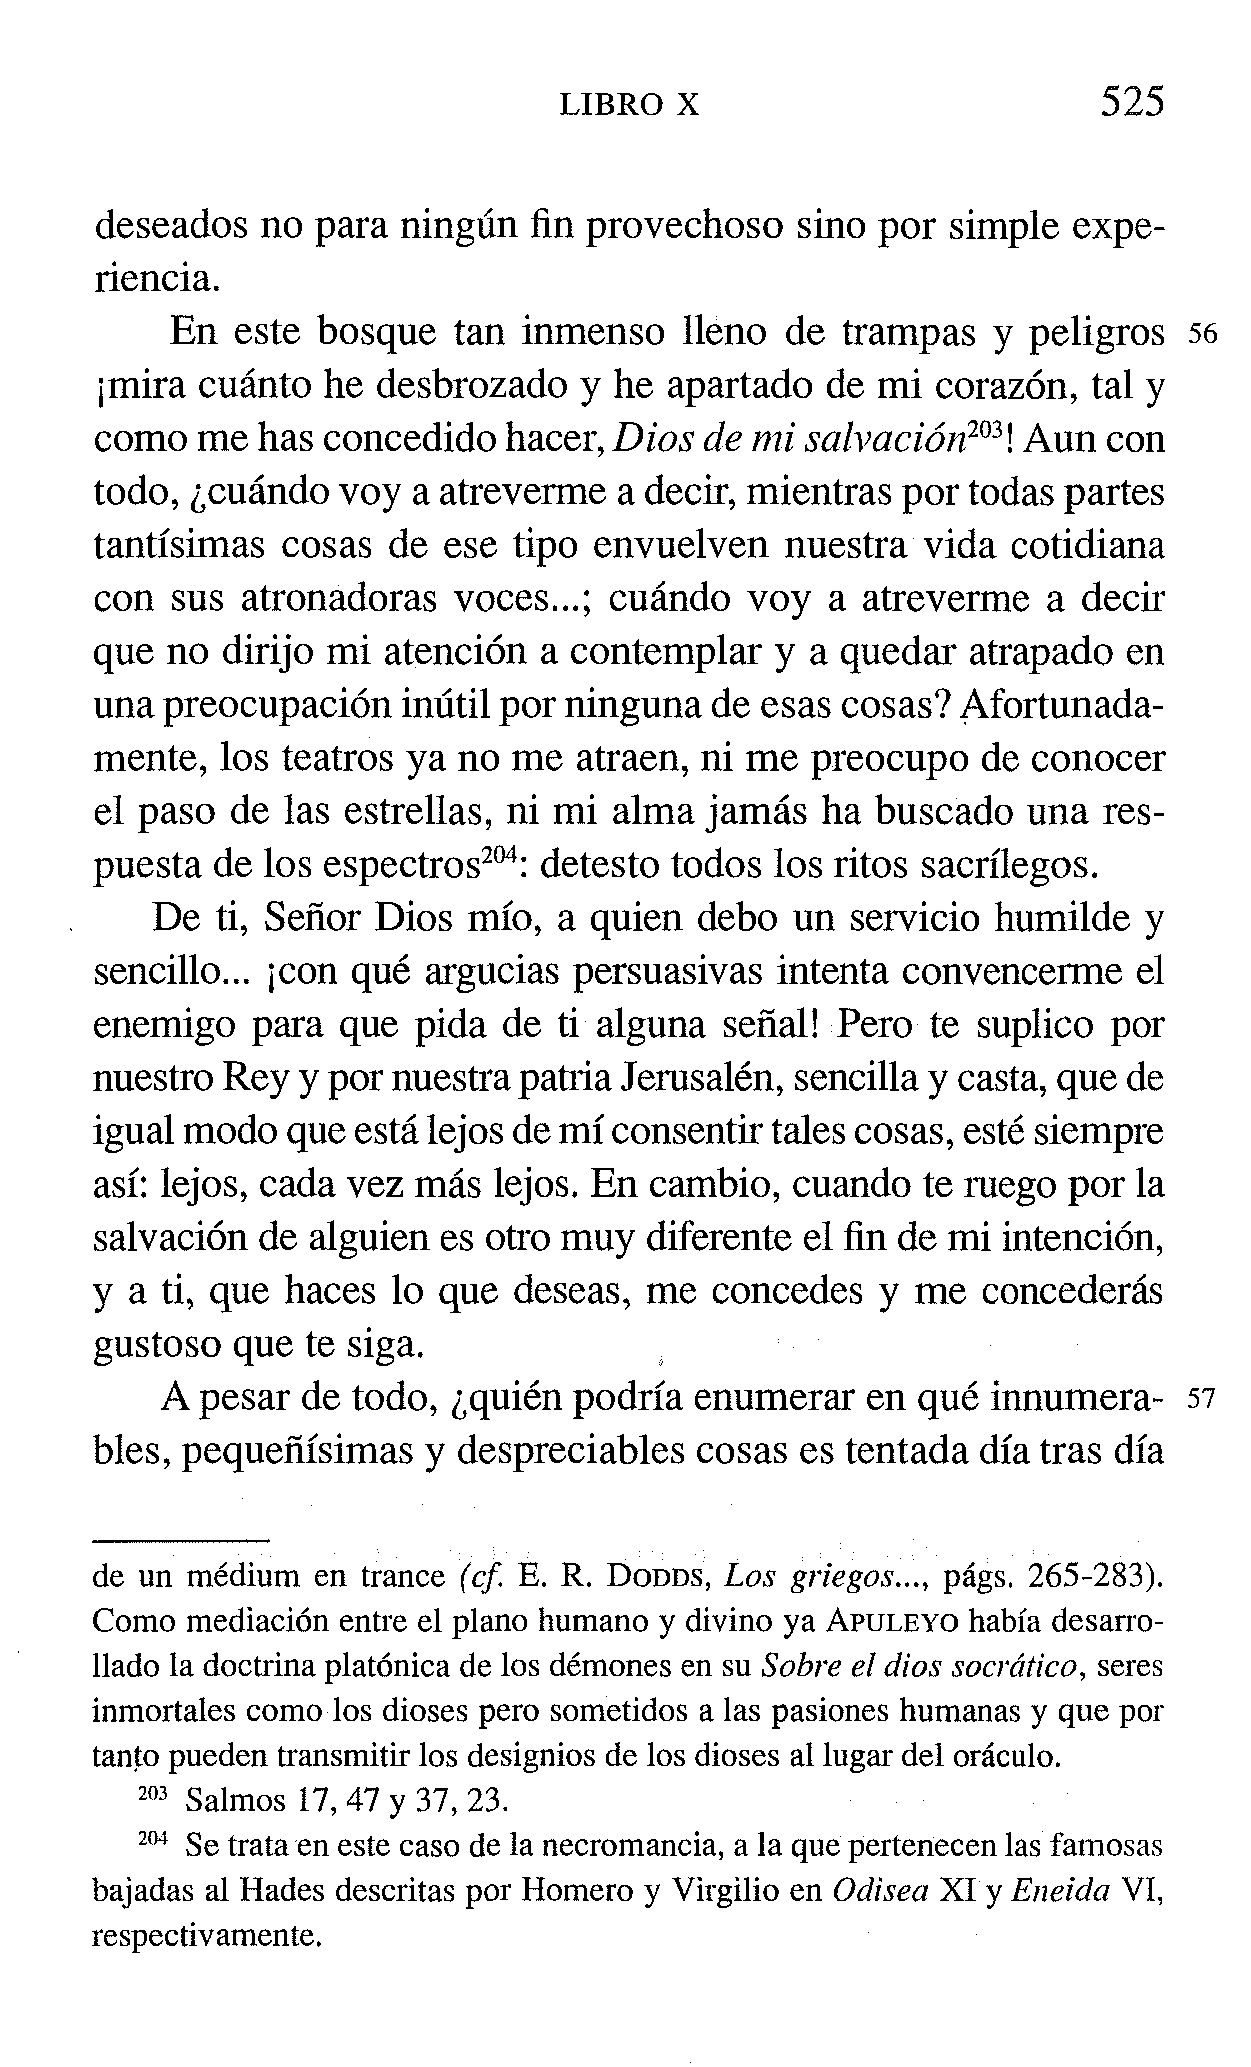 LIBRO X 525
deseados no para ningún fin provechoso sino por simple expe-
riencia.
En este bosque tan inmenso lleno de trampas y peligros 56
¡mira cuánto he desbrozado y he apartado de mi corazón, tal y
como me has concedido hacer, Dios de mi salvación²⁰³! Aun con
todo, ¿cuándo voy a atreverme a decir, mientras por todas partes
tantísimas cosas de ese tipo envuelven nuestra vida cotidiana
con sus atronadoras voces...; cuándo voy a atreverme a decir
que no dirijo mi atención a contemplar y a quedar atrapado en
una preocupación inútil por ninguna de esas cosas? Afortunada-
mente, los teatros ya no me atraen, ni me preocupo de conocer
el paso de las estrellas, ni mi alma jamás ha buscado una res-
puesta de los espectros²⁰⁴: detesto todos los ritos sacrílegos.
De ti, Señor Dios mío, a quien debo un servicio humilde y
sencillo... ¡con qué argucias persuasivas intenta convencerme el
enemigo para que pida de ti alguna señal! Pero te suplico por
nuestro Rey y por nuestra patria Jerusalén, sencilla y casta, que de
igual modo que está lejos de mí consentir tales cosas, esté siempre
así: lejos, cada vez más lejos. En cambio, cuando te ruego por la
salvación de alguien es otro muy diferente el fin de mi intención,
y a ti, que haces lo que deseas, me concedes y me concederás
gustoso que te siga.
A pesar de todo, ¿quién podría enumerar en qué innumera- 57
bles, pequeñísimas y despreciables cosas es tentada día tras día
de un médium en trance (cf. E. R. DODDS, Los griegos..., págs. 265-283).
Como mediación entre el plano humano y divino ya APULEYO había desarro-
llado la doctrina platónica de los démones en su Sobre el dios socrático, seres
inmortales como los dioses pero sometidos a las pasiones humanas y que por
tanto pueden transmitir los designios de los dioses al lugar del oráculo.
²⁰³ Salmos 17, 47 y 37, 23.
²⁰⁴ Se trata en este caso de la necromancia, a la que pertenecen las famosas
bajadas al Hades descritas por Homero y Virgilio en Odisea XI y Eneida VI,
respectivamente.